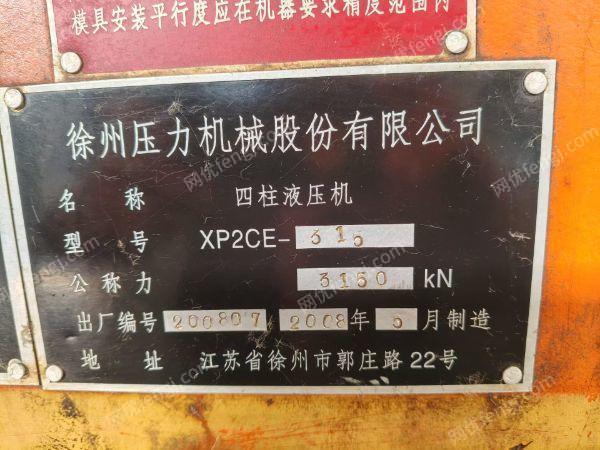 模具安装平行度应在机器要求精度范围内
徐州压力机械股份有限公司
名 称 四柱液压机
型 号 XP2CE-315
公称力 3150 kN
出厂编号 200807 2008年 5 月制造
地 址 江苏省徐州市郭庄路22号